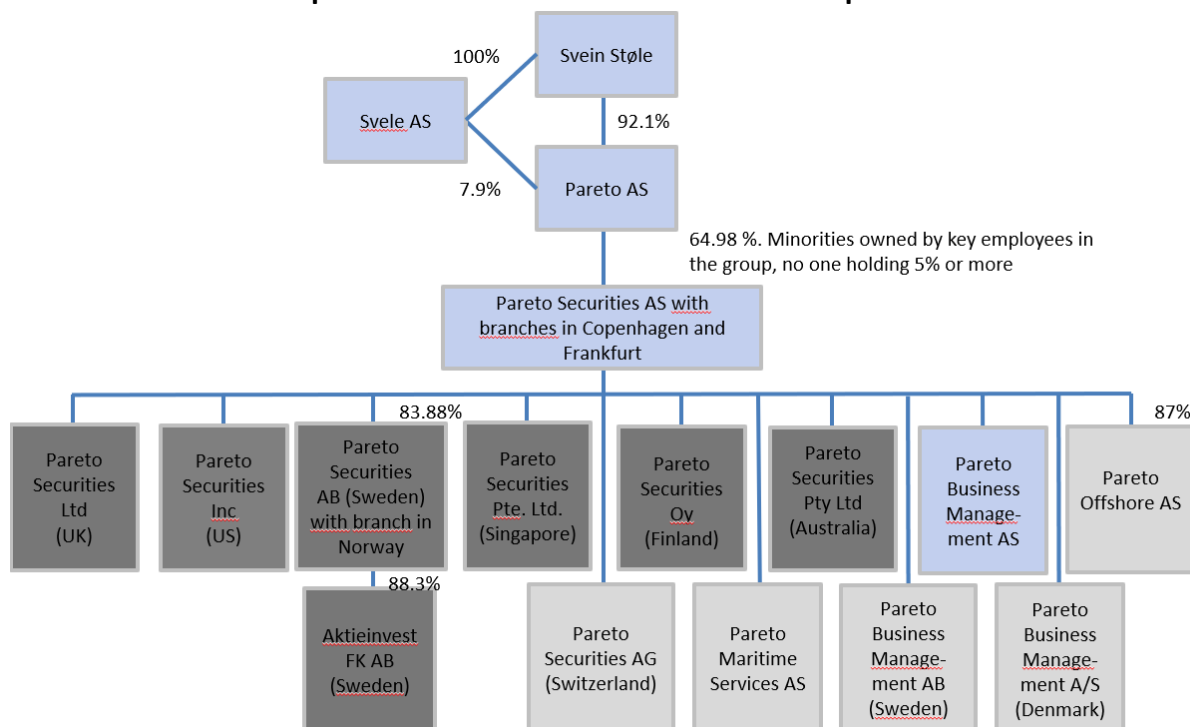 100%
Svein Støle
Svele AS
92.1%
7.9%
Pareto AS
64.98 %. Minorities owned by key employees in
the group, no one holding 5% or more
Pareto Securities AS with
branches in Copenhagen and
Frankfurt
83.88%
87%
Pareto
Securities
Ltd
(UK)
Pareto
Securities
Inc
(US)
Pareto
Securities
AB (Sweden)
with branch in
Norway
Pareto
Securities
Pte. Ltd.
(Singapore)
Pareto
Securities
Oy
(Finland)
Pareto
Securities
Pty Ltd
(Australia)
Pareto
Business
Manage-
ment AS
Pareto
Offshore AS
88.3%
Aktieinvest
FK AB
(Sweden)
Pareto
Securities AG
(Switzerland)
Pareto
Maritime
Services AS
Pareto
Business
Manage-
ment AB
(Sweden)
Pareto
Business
Manage-
ment A/S
(Denmark)